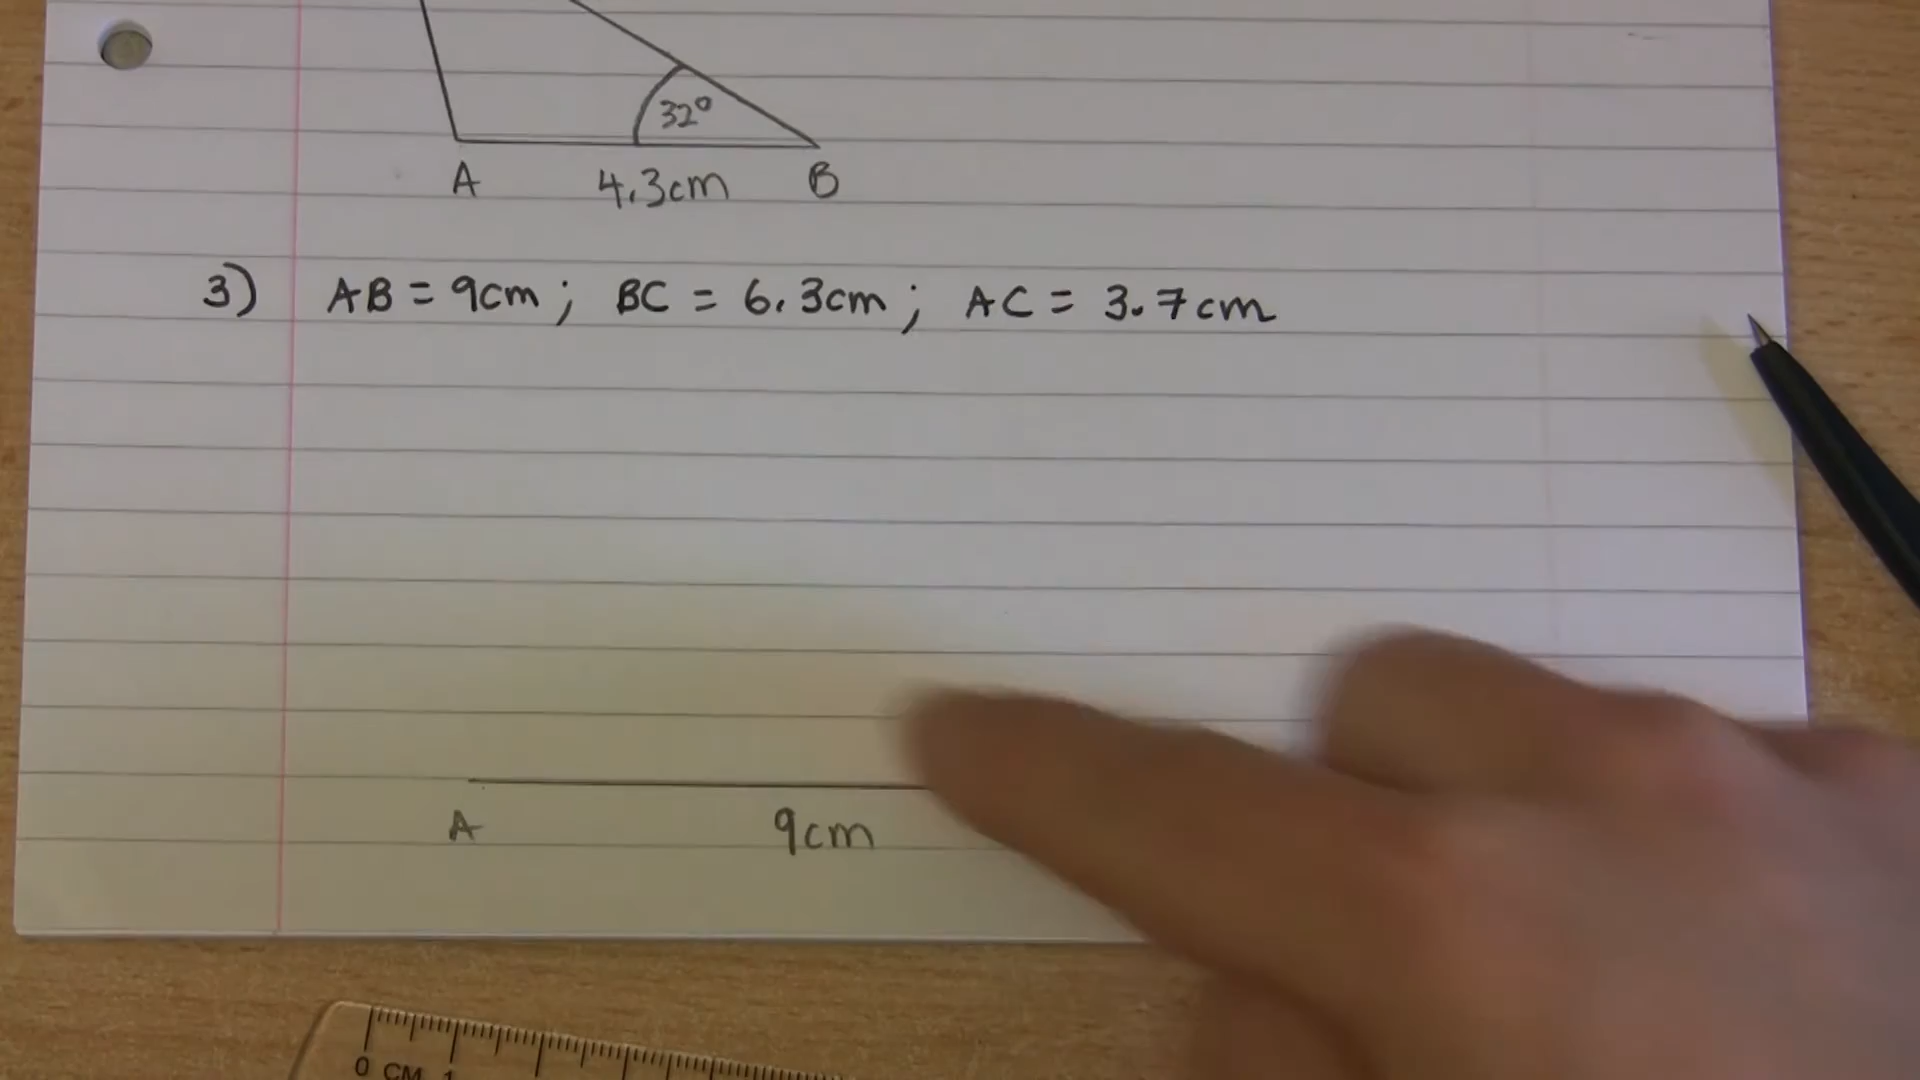 32°
A 4.3cm B
3) AB = 9cm; BC = 6.3cm; AC = 3.7cm
A 9cm
0 CM 1